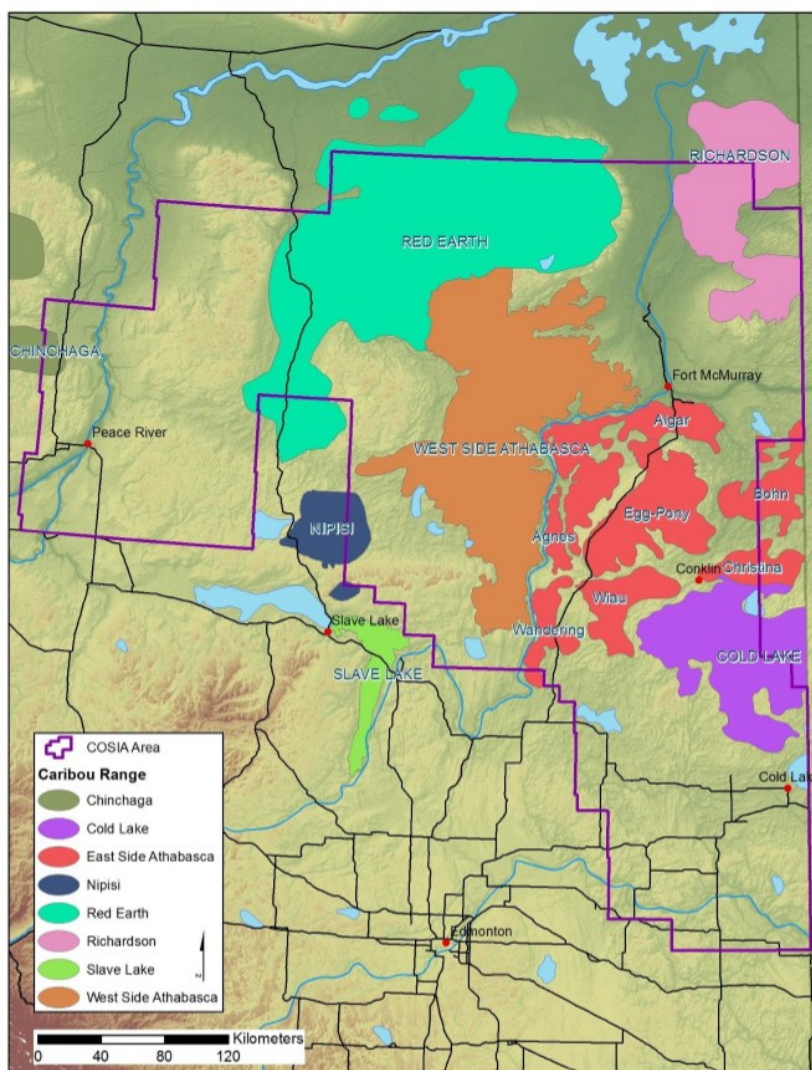 RICHARDSON
RED EARTH
CHINCHAGA
Fort McMurray
Peace River
Algar
WEST SIDE ATHABASCA
Bohn
Egg-Pony
NIPISI
Agnes
Conklin
Christina
Wiau
Slave Lake
Wandering
COLD LAKE
SLAVE LAKE
Cold Lak
Edmonton
COSIA Area
Caribou Range
Chinchaga
Cold Lake
East Side Athabasca
Nipisi
Red Earth
Richardson
Slave Lake
West Side Athabasca
Kilometers
0 40 80 120